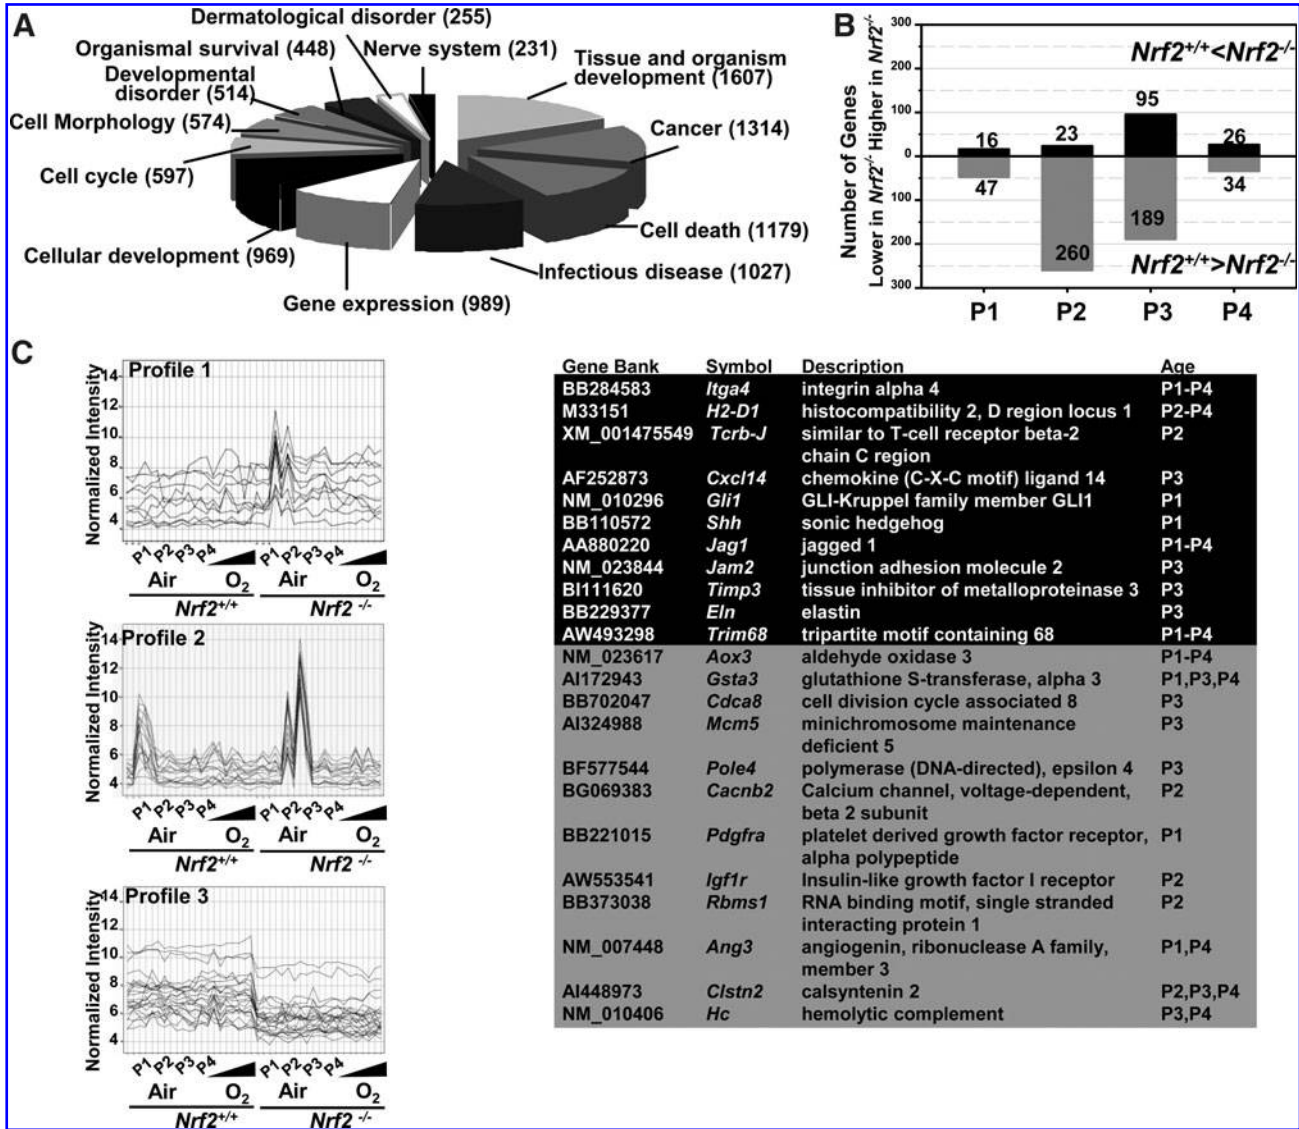 A
Dermatological disorder (255)
Organismal survival (448)
Nerve system (231)
Developmental
disorder (514)
Tissue and organism
development (1607)
Cell Morphology (574)
Cancer (1314)
Cell cycle (597)
Cell death (1179)
Cellular development (969)
Infectious disease (1027)
Gene expression (989)
B
Number of Genes
Lower in Nrf2-/- Higher in Nrf2-/-
300
200
100
0
100
200
300
Nrf2+/+<Nrf2-/-
16
23
95
26
47
260
189
34
Nrf2+/+>Nrf2-/-
P1 P2 P3 P4
C
Profile 1
Normalized Intensity
14
12
10
8
6
4
P1 P2 P3 P4 P1 P2 P3 P4
Air O2 Air O2
Nrf2+/+ Nrf2 -/-
Profile 2
Normalized Intensity
14
12
10
8
6
4
P1 P2 P3 P4 P1 P2 P3 P4
Air O2 Air O2
Nrf2+/+ Nrf2 -/-
Profile 3
Normalized Intensity
14
12
10
8
6
4
P1 P2 P3 P4 P1 P2 P3 P4
Air O2 Air O2
Nrf2+/+ Nrf2 -/-
Gene Bank Symbol Description Age
BB284583 Itga4 integrin alpha 4 P1-P4
M33151 H2-D1 histocompatibility 2, D region locus 1 P2-P4
XM_001475549 Tcrb-J similar to T-cell receptor beta-2 P2
chain C region
AF252873 Cxcl14 chemokine (C-X-C motif) ligand 14 P3
NM_010296 Gli1 GLI-Kruppel family member GLI1 P1
BB110572 Shh sonic hedgehog P1
AA880220 Jag1 jagged 1 P1-P4
NM_023844 Jam2 junction adhesion molecule 2 P3
BI111620 Timp3 tissue inhibitor of metalloproteinase 3 P3
BB229377 Eln elastin P3
AW493298 Trim68 tripartite motif containing 68 P1-P4
NM_023617 Aox3 aldehyde oxidase 3 P1-P4
AI172943 Gsta3 glutathione S-transferase, alpha 3 P1,P3,P4
BB702047 Cdca8 cell division cycle associated 8 P3
AI324988 Mcm5 minichromosome maintenance P3
deficient 5
BF577544 Pole4 polymerase (DNA-directed), epsilon 4 P3
BG069383 Cacnb2 Calcium channel, voltage-dependent, P2
beta 2 subunit
BB221015 Pdgfra platelet derived growth factor receptor, P1
alpha polypeptide
AW553541 Igf1r Insulin-like growth factor I receptor P2
BB373038 Rbms1 RNA binding motif, single stranded P2
interacting protein 1
NM_007448 Ang3 angiogenin, ribonuclease A family, P1,P4
member 3
AI448973 Clstn2 calsyntenin 2 P2,P3,P4
NM_010406 Hc hemolytic complement P3,P4